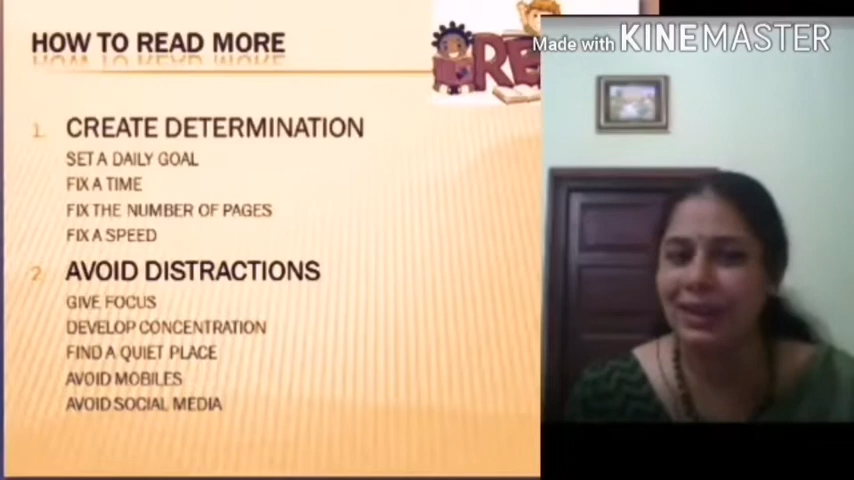 HOW TO READ MORE
RE
Made with KINEMASTER
1. CREATE DETERMINATION
SET A DAILY GOAL
FIX A TIME
FIX THE NUMBER OF PAGES
FIX A SPEED
2. AVOID DISTRACTIONS
GIVE FOCUS
DEVELOP CONCENTRATION
FIND A QUIET PLACE
AVOID MOBILES
AVOID SOCIAL MEDIA